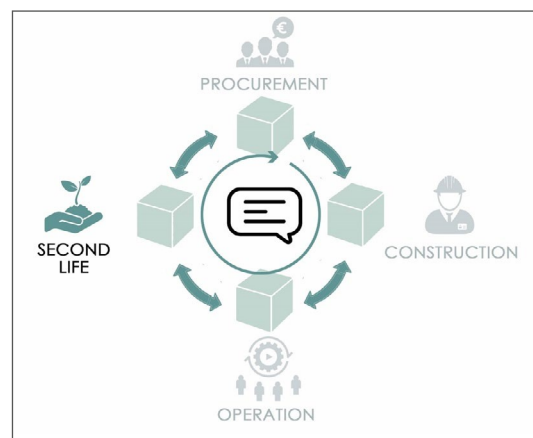 €
PROCUREMENT
SECOND
LIFE
CONSTRUCTION
OPERATION